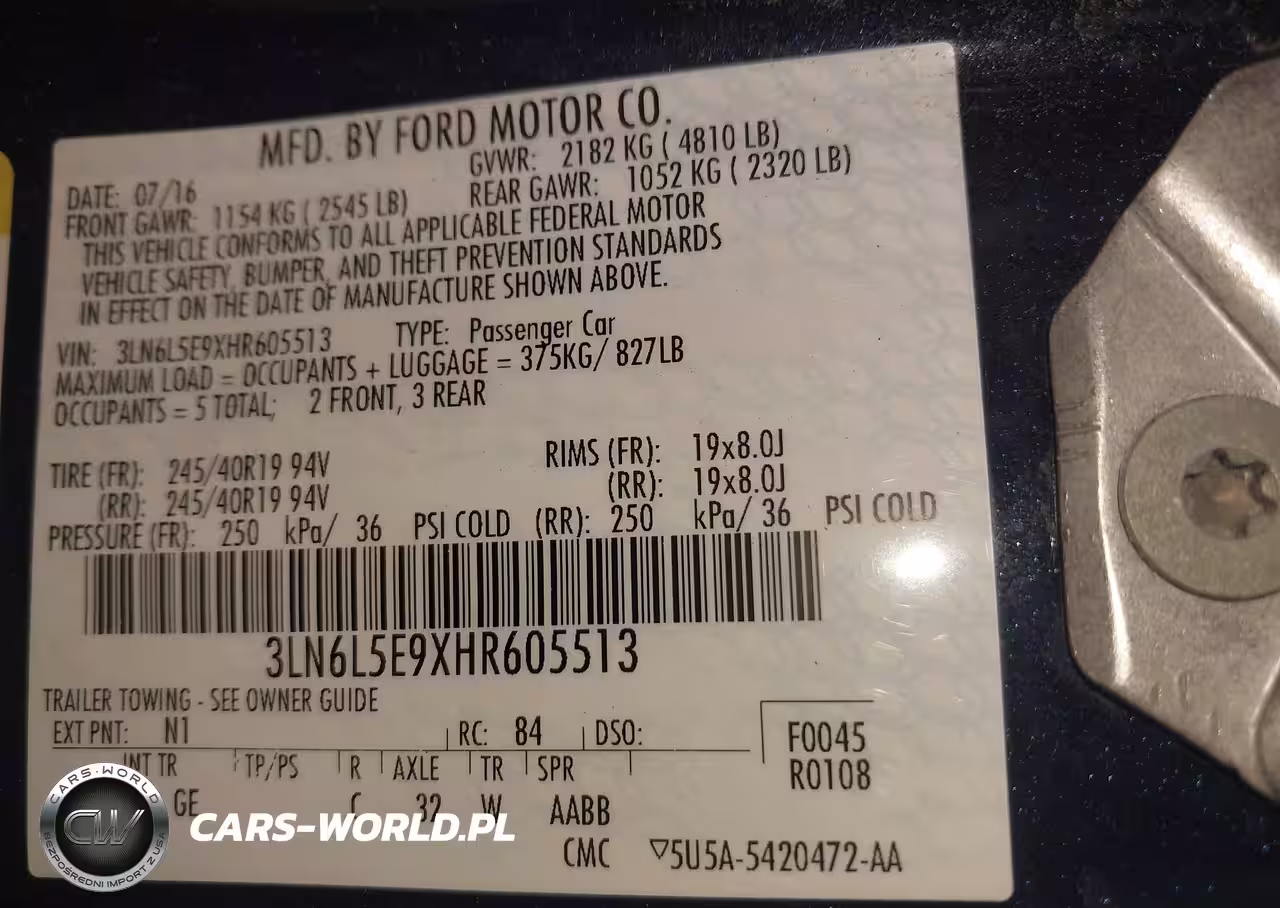 MFD. BY FORD MOTOR CO.
DATE: 07/16 GVWR: 2182 KG ( 4810 LB)
FRONT GAWR: 1154 KG ( 2545 LB) REAR GAWR: 1052 KG ( 2320 LB)
THIS VEHICLE CONFORMS TO ALL APPLICABLE FEDERAL MOTOR
VEHICLE SAFETY, BUMPER, AND THEFT PREVENTION STANDARDS
IN EFFECT ON THE DATE OF MANUFACTURE SHOWN ABOVE.
VIN: 3LN6L5E9XHR605513 TYPE: Passenger Car
MAXIMUM LOAD = OCCUPANTS + LUGGAGE = 375KG/ 827LB
OCCUPANTS = 5 TOTAL; 2 FRONT, 3 REAR
TIRE (FR): 245/40R19 94V RIMS (FR): 19x8.0J
(RR): 245/40R19 94V (RR): 19x8.0J
PRESSURE (FR): 250 kPa/ 36 PSI COLD (RR): 250 kPa/ 36 PSI COLD
3LN6L5E9XHR605513
TRAILER TOWING - SEE OWNER GUIDE
EXT PNT: N1 RC: 84 DSO: F0045
INT TR TP/PS R AXLE TR SPR R0108
GE C 32 W AABB
CMC ▽5U5A-5420472-AA
CARS-WORLD
CW
BEZPOŚREDNI IMPORT Z USA
CARS-WORLD.PL